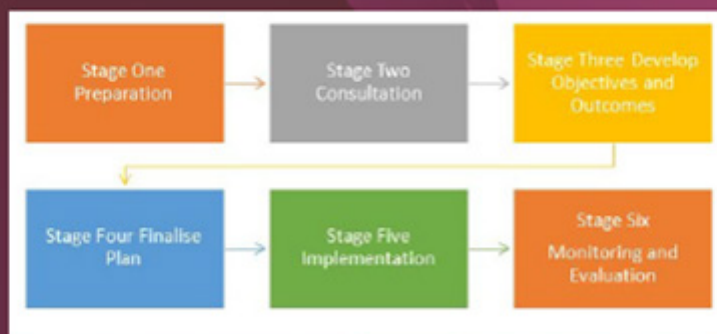 Stage One
Preparation
Stage Two
Consultation
Stage Three Develop
Objectives and
Outcomes
Stage Four Finalise
Plan
Stage Five
Implementation
Stage Six
Monitoring and
Evaluation